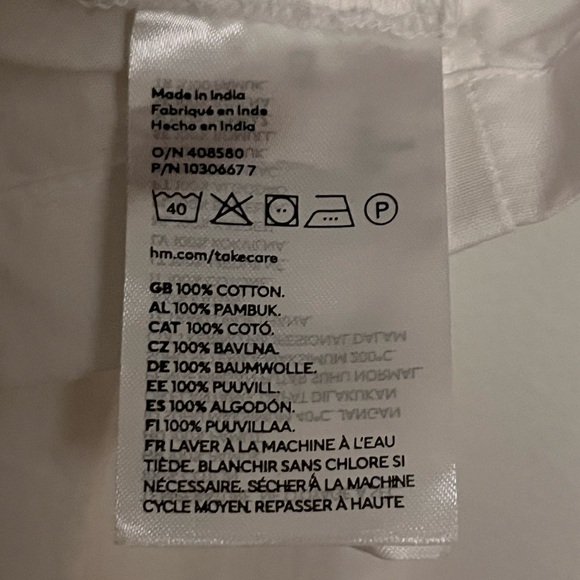 Made in India
Fabriqué en Inde
Hecho en India
O/N 408580
P/N 1030667 7
40
P
hm.com/takecare
GB 100% COTTON.
AL 100% PAMBUK.
CAT 100% COTÓ.
CZ 100% BAVLNA.
DE 100% BAUMWOLLE.
EE 100% PUUVILL.
ES 100% ALGODÓN.
FI 100% PUUVILLAA.
FR LAVER À LA MACHINE À L'EAU
TIÈDE. BLANCHIR SANS CHLORE SI
NÉCESSAIRE. SÉCHER À LA MACHINE
CYCLE MOYEN. REPASSER À HAUTE